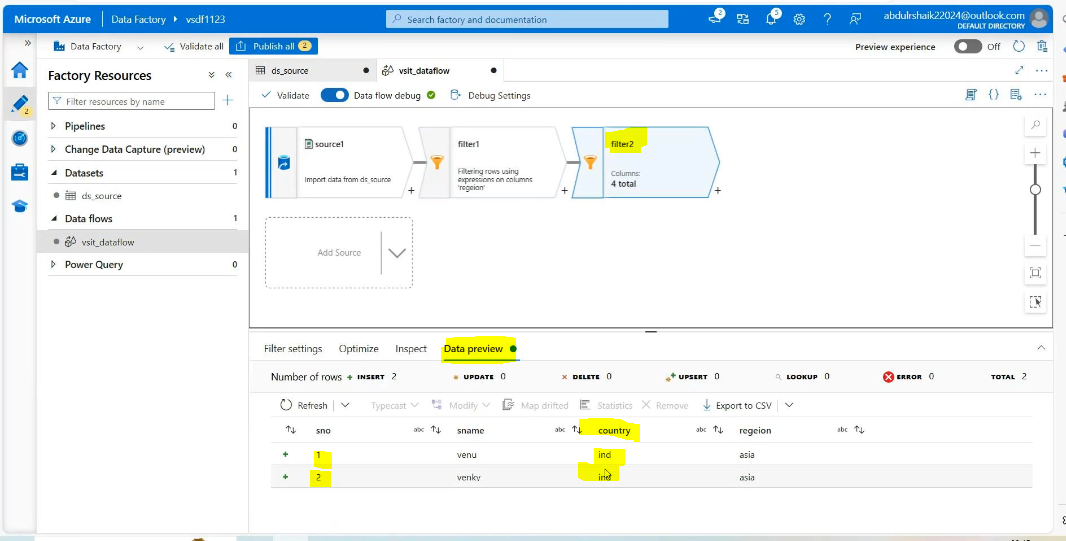 Microsoft Azure Data Factory vsdf1123 Search factory and documentation 2 5 abdulrshaik22024@outlook.com
DEFAULT DIRECTORY
Data Factory Validate all Publish all 2 Preview experience Off
Factory Resources
ds_source vsit_dataflow
Filter resources by name
Validate Data flow debug Debug Settings
2
Pipelines 0
Change Data Capture (preview) 0
Datasets 1
ds_source
Data flows 1
vsit_dataflow
Power Query 0
source1 filter1 filter2
Import data from ds_source
Filtering rows using
expressions on columns
'regeion'
Columns:
4 total
Add Source
Filter settings Optimize Inspect Data preview
Number of rows INSERT 2 UPDATE 0 DELETE 0 UPSERT 0 LOOKUP 0 ERROR 0 TOTAL 2
Refresh Typecast Modify Map drifted Statistics Remove Export to CSV
sno abc sname abc country abc regeion abc
1 venu ind asia
2 venky ind asia